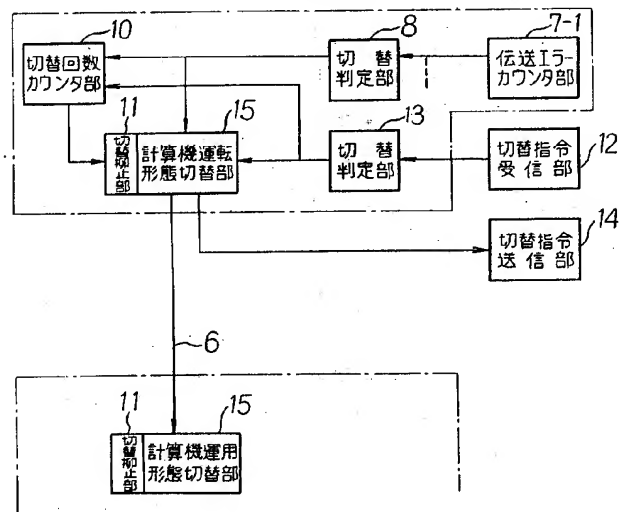 10
切替回数
カウンタ部
8
切替
判定部
7-1
伝送エラー
カウンタ部
11
切替抑止部
15
計算機運転
形態切替部
13
切替
判定部
切替指令
受信部
12
14
切替指令
送信部
6
11
切替抑止部
15
計算機運用
形態切替部